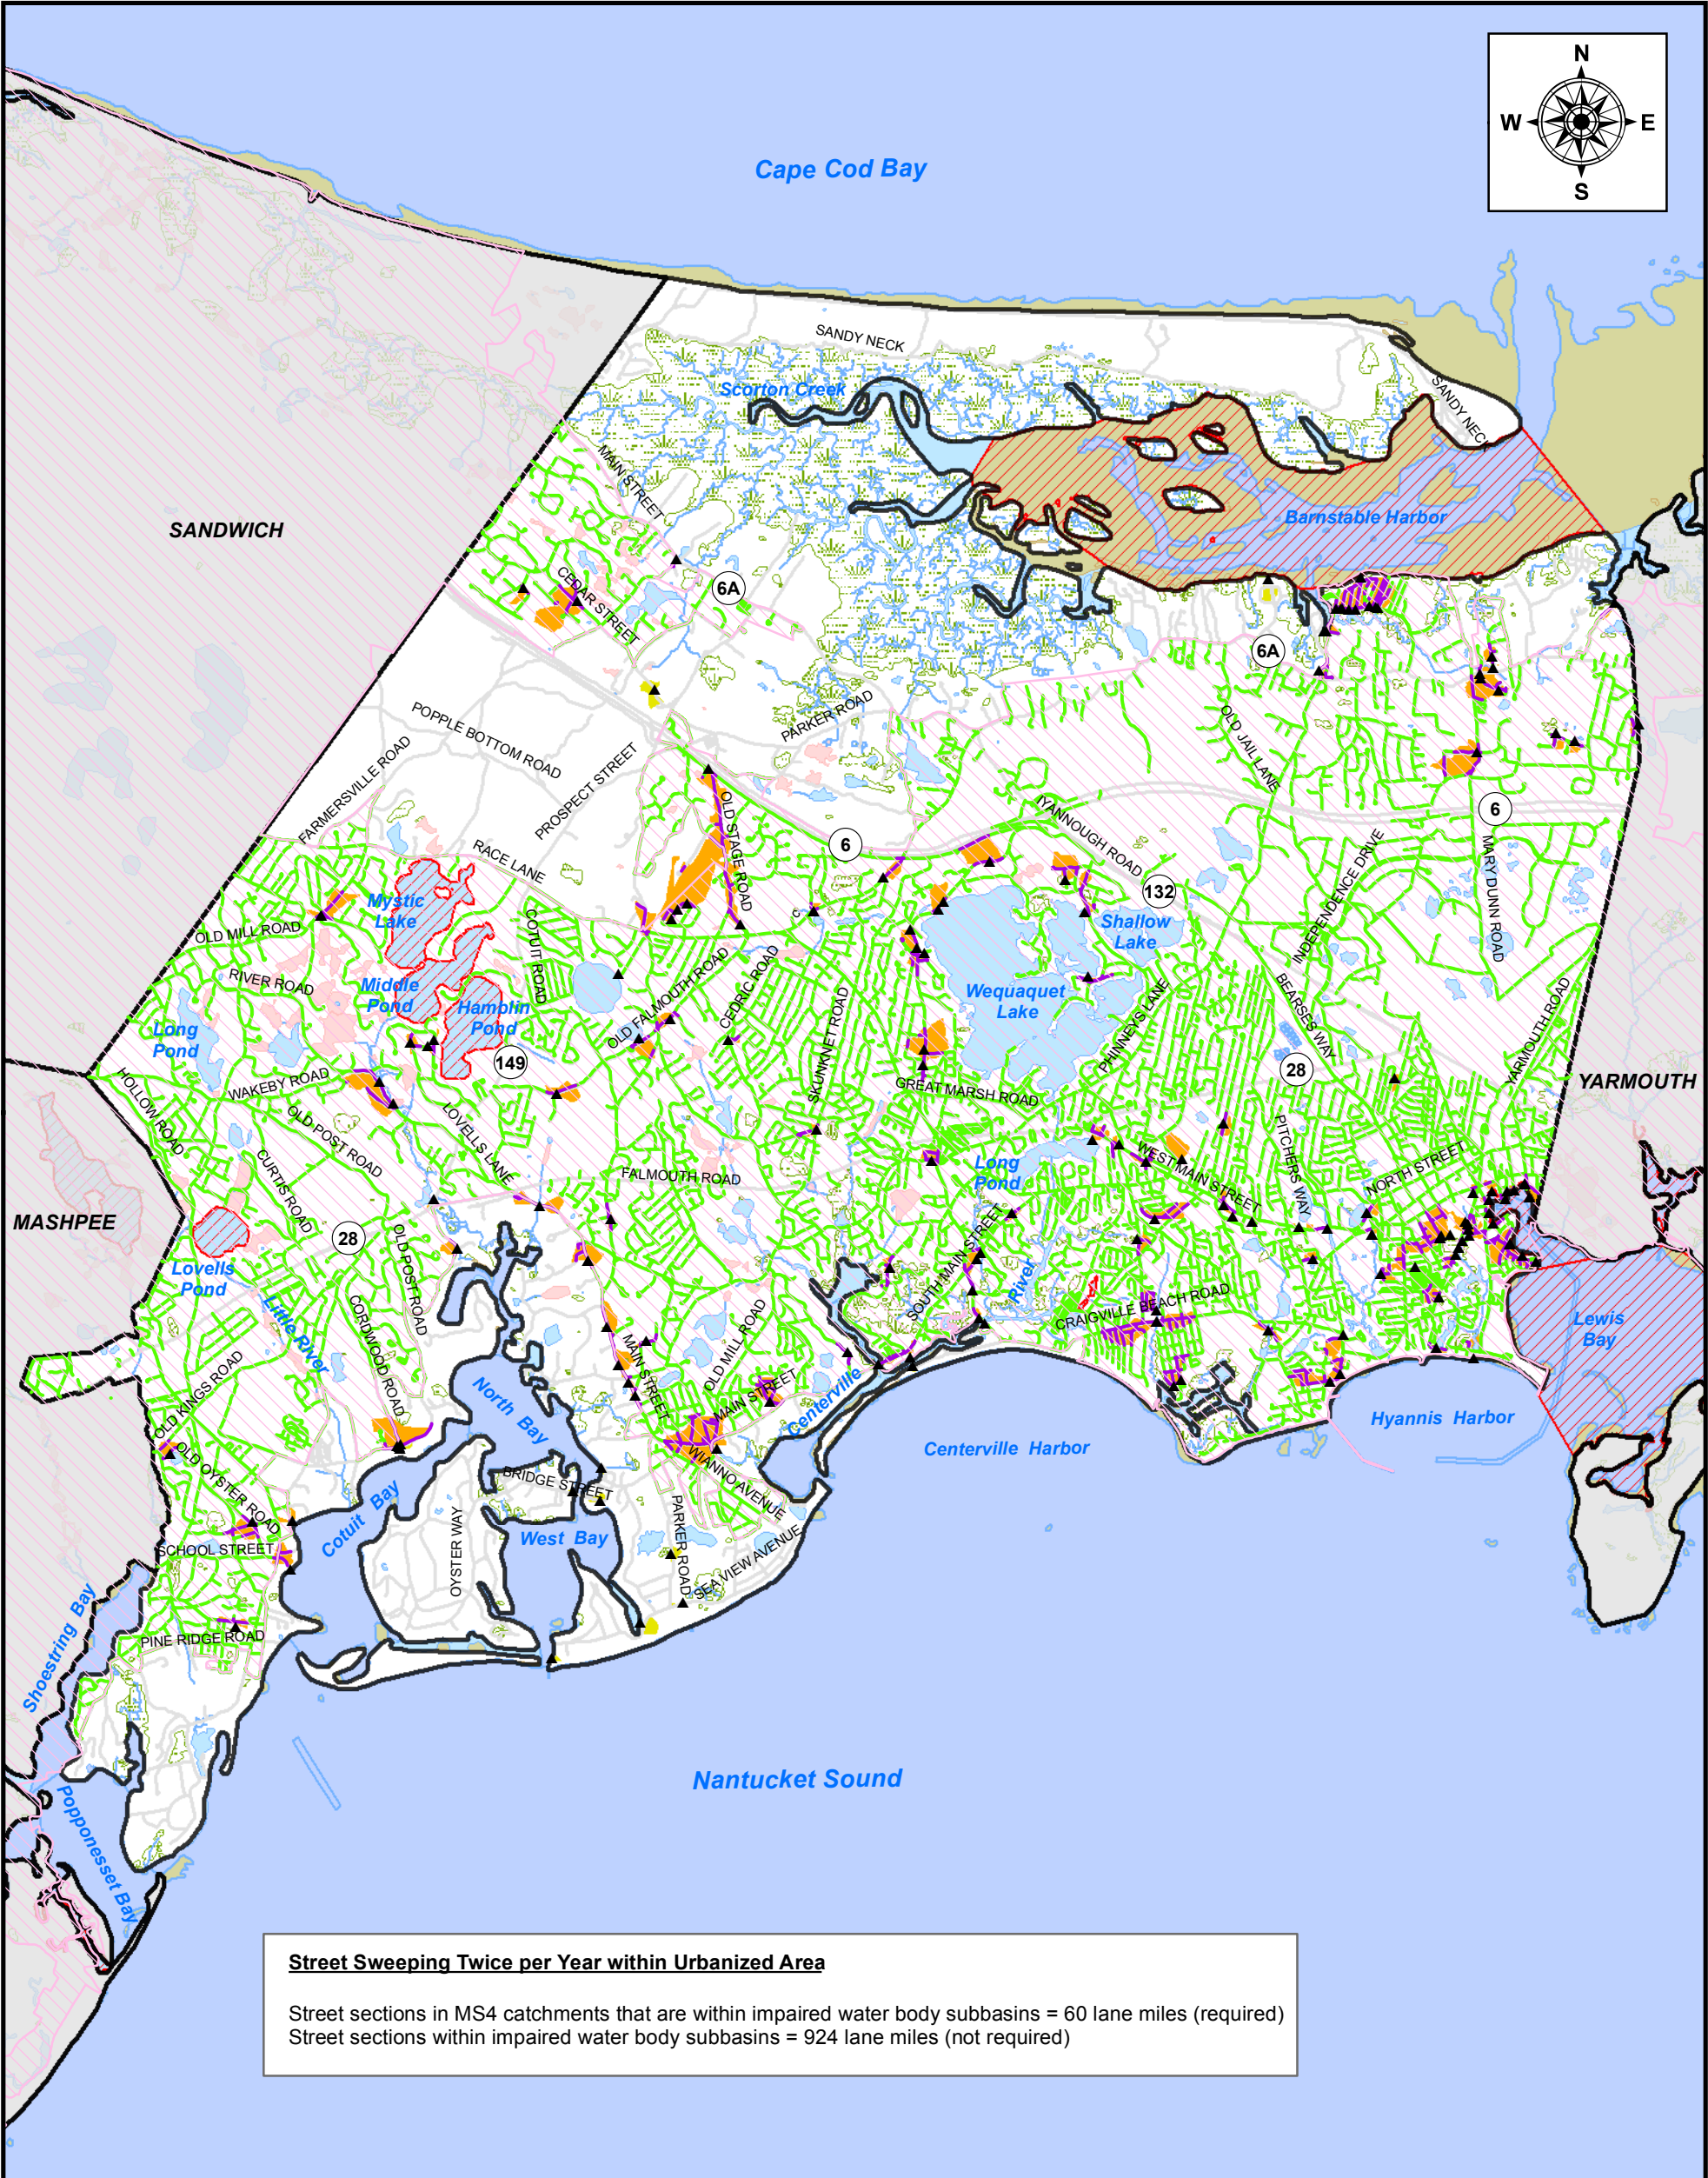 N
W
E
S
Cape Cod Bay
SANDY NECK
Scorton Creek
SANDY NECK
MAIN STREET
SANDWICH
Barnstable Harbor
CEDAR STREET
6A
6A
POPPLE BOTTOM ROAD
PARKER ROAD
OLD JAIL LANE
FARMERSVILLE ROAD
PROSPECT STREET
OLD STAGE ROAD
IYANNOUGH ROAD
6
6
RACE LANE
INDEPENDENCE DRIVE
MARY DUNN ROAD
132
Mystic
Lake
Shallow
Lake
OLD MILL ROAD
COTUIT ROAD
RIVER ROAD
Middle
Pond
Hamblin
Pond
OLD FALMOUTH ROAD
CEDRIC ROAD
SKUNKNET ROAD
Wequaquet
Lake
PHINNEYS LANE
BEARSES WAY
YARMOUTH ROAD
Long
Pond
149
28
YARMOUTH
HOLLOW ROAD
WAKEBY ROAD
OLD POST ROAD
LOVELLS LANE
GREAT MARSH ROAD
PITCHERS WAY
CURTIS ROAD
FALMOUTH ROAD
Long
Pond
WEST MAIN STREET
NORTH STREET
MASHPEE
28
OLD POST ROAD
SOUTH MAIN STREET
River
Lovells
Pond
Little River
CORDWOOD ROAD
CRAIGVILLE BEACH ROAD
Lewis
Bay
MAIN STREET
OLD MILL ROAD
OLD KINGS ROAD
North Bay
MAIN STREET
Centerville
Hyannis Harbor
Centerville Harbor
OLD OYSTER ROAD
BRIDGE STREET
WIANNO AVENUE
Cotuit Bay
OYSTER WAY
West Bay
PARKER ROAD
SEA VIEW AVENUE
SCHOOL STREET
Shoestring Bay
PINE RIDGE ROAD
Nantucket Sound
Popponesset Bay
Street Sweeping Twice per Year within Urbanized Area
Street sections in MS4 catchments that are within impaired water body subbasins = 60 lane miles (required)
Street sections within impaired water body subbasins = 924 lane miles (not required)